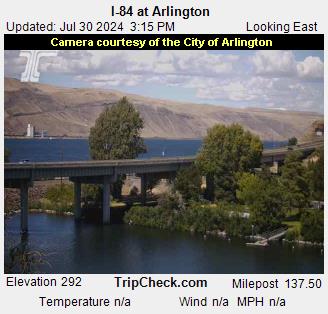 I-84 at Arlington
Updated: Jul 30 2024 3:15 PM Looking East
Camera courtesy of the City of Arlington
Elevation 292 TripCheck.com Milepost 137.50
Temperature n/a Wind n/a MPH n/a